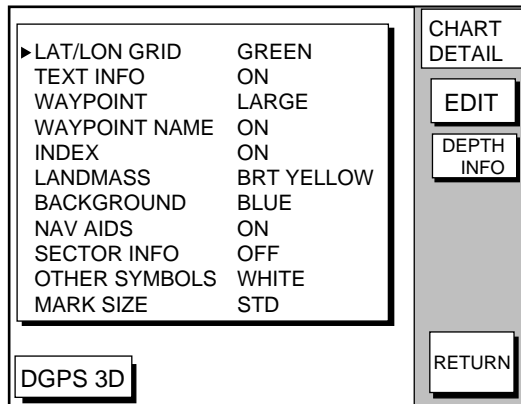 LAT/LON GRID GREEN
TEXT INFO ON
WAYPOINT LARGE
WAYPOINT NAME ON
INDEX ON
LANDMASS BRT YELLOW
BACKGROUND BLUE
NAV AIDS ON
SECTOR INFO OFF
OTHER SYMBOLS WHITE
MARK SIZE STD
DGPS 3D
CHART
DETAIL
EDIT
DEPTH
INFO
RETURN